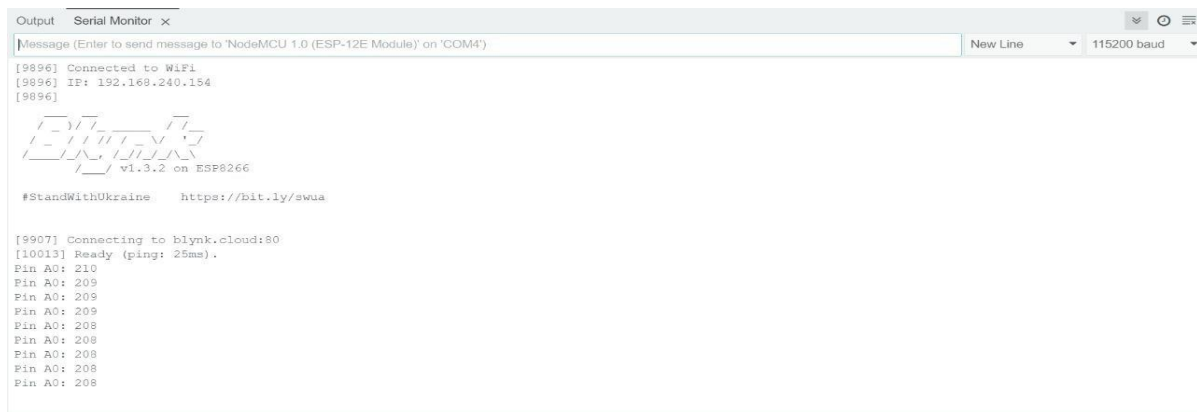 Output Serial Monitor ×
Message (Enter to send message to 'NodeMCU 1.0 (ESP-12E Module)' on 'COM4')
New Line 115200 baud
[9896] Connected to WiFi
[9896] IP: 192.168.240.154
[9896]
Blynk
v1.3.2 on ESP8266
#StandWithUkraine https://bit.ly/swua
[9907] Connecting to blynk.cloud:80
[10013] Ready (ping: 25ms).
Pin A0: 210
Pin A0: 209
Pin A0: 209
Pin A0: 209
Pin A0: 208
Pin A0: 208
Pin A0: 208
Pin A0: 208
Pin A0: 208